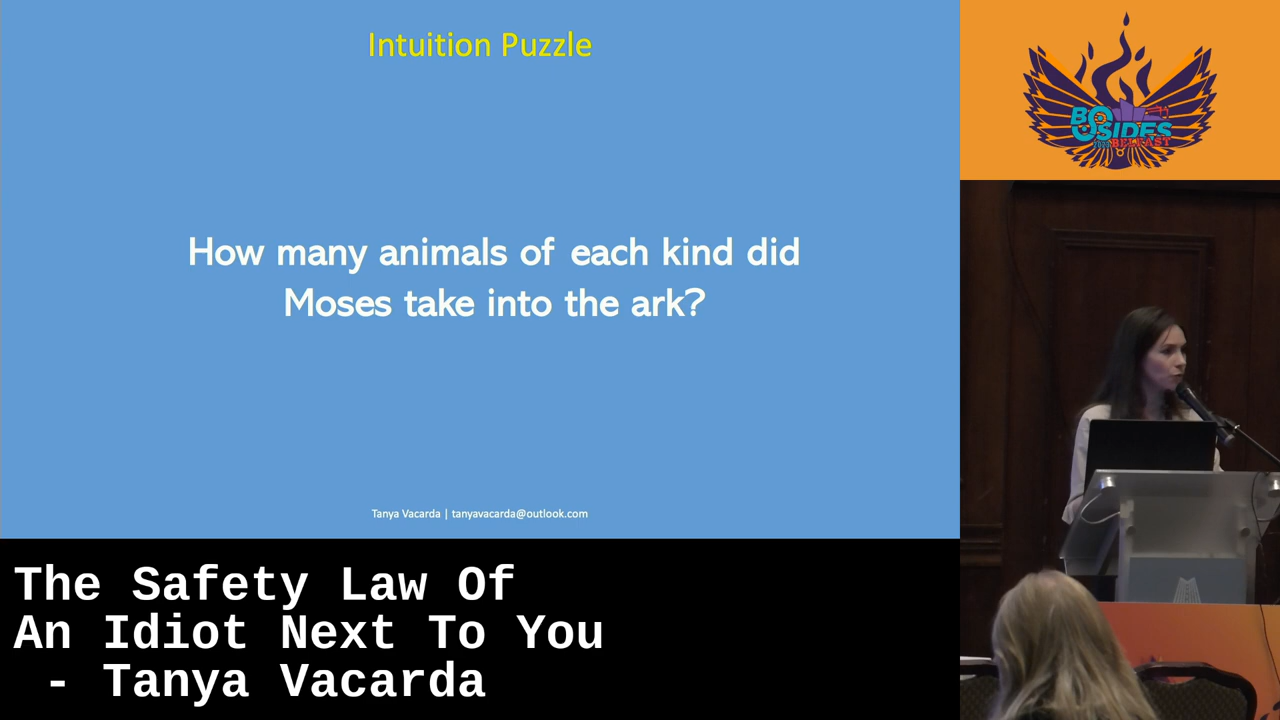 Intuition Puzzle
How many animals of each kind did
Moses take into the ark?
Tanya Vacarda | tanyavacarda@outlook.com
BSIDES
BELFAST
The Safety Law Of
An Idiot Next To You
- Tanya Vacarda